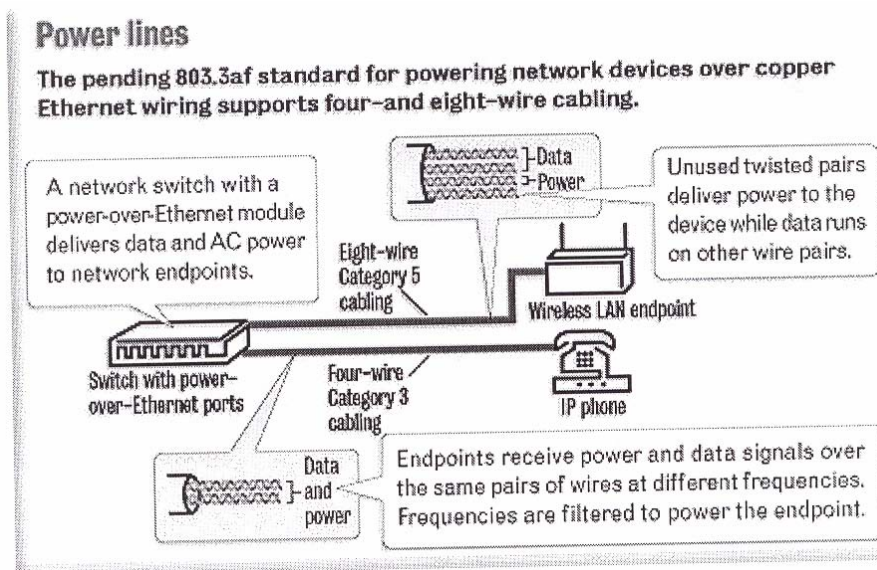 Power lines
The pending 803.3af standard for powering network devices over copper
Ethernet wiring supports four-and eight-wire cabling.
A network switch with a
power-over-Ethernet module
delivers data and AC power
to network endpoints.
Data
Power
Unused twisted pairs
deliver power to the
device while data runs
on other wire pairs.
Eight-wire
Category 5
cabling
Wireless LAN endpoint
Switch with power-
over-Ethernet ports
Four-wire
Category 3
cabling
IP phone
Data
and
power
Endpoints receive power and data signals over
the same pairs of wires at different frequencies.
Frequencies are filtered to power the endpoint.